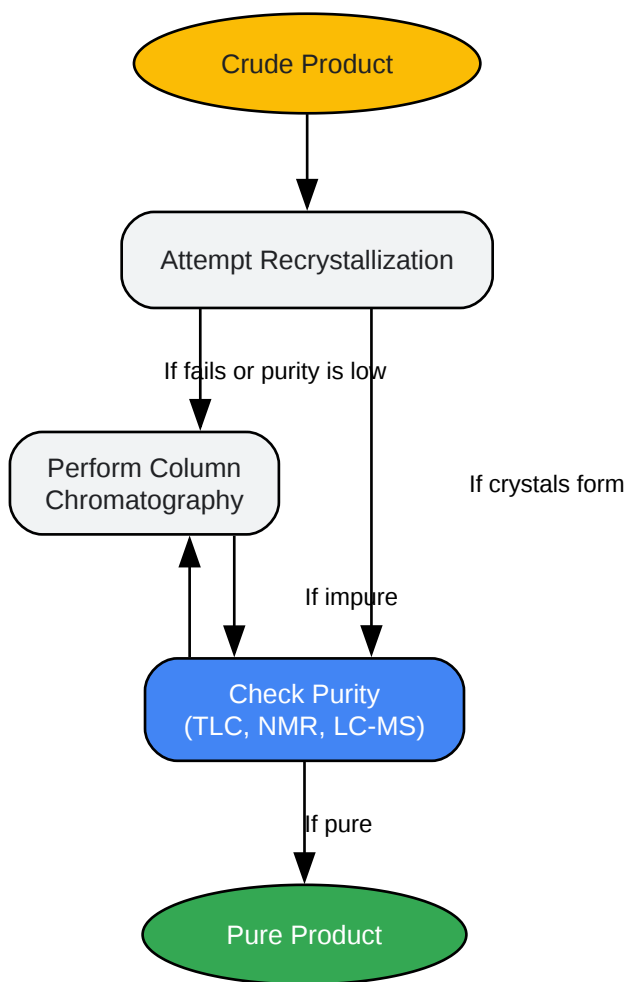 Crude Product
Attempt Recrystallization
If fails or purity is low
Perform Column
Chromatography
If crystals form
If impure
Check Purity
(TLC, NMR, LC-MS)
If pure
Pure Product